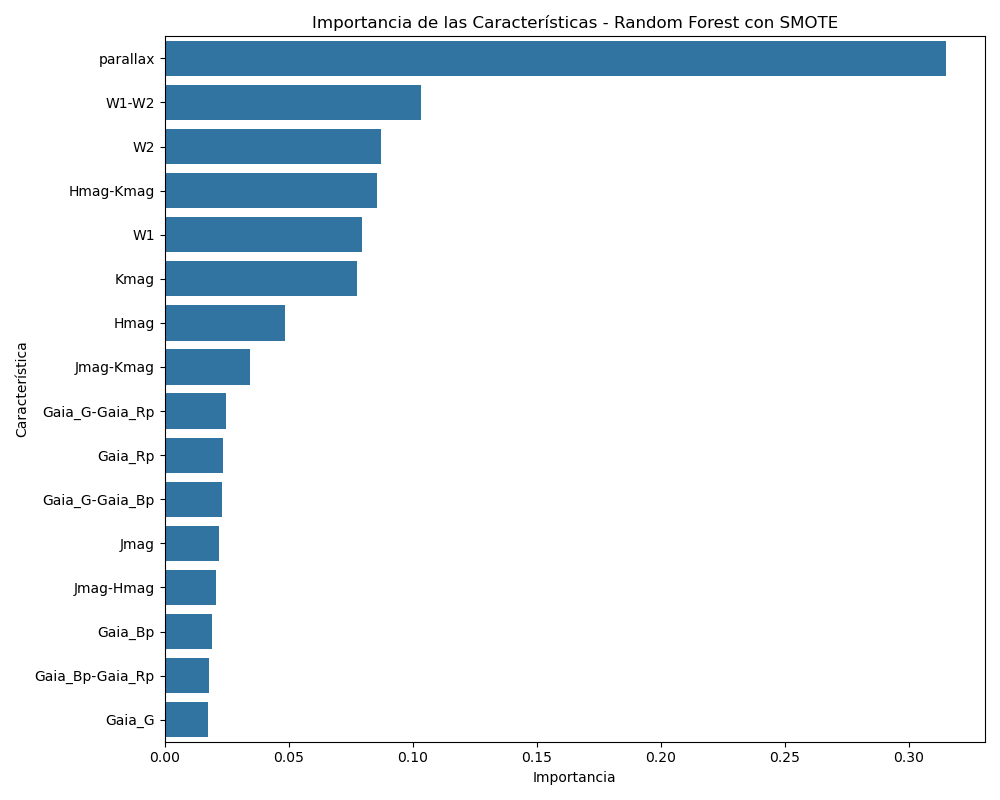 Importancia de las Características - Random Forest con SMOTE
Característica
parallax
W1-W2
W2
Hmag-Kmag
W1
Kmag
Hmag
Jmag-Kmag
Gaia_G-Gaia_Rp
Gaia_Rp
Gaia_G-Gaia_Bp
Jmag
Jmag-Hmag
Gaia_Bp
Gaia_Bp-Gaia_Rp
Gaia_G
0.00 0.05 0.10 0.15 0.20 0.25 0.30
Importancia